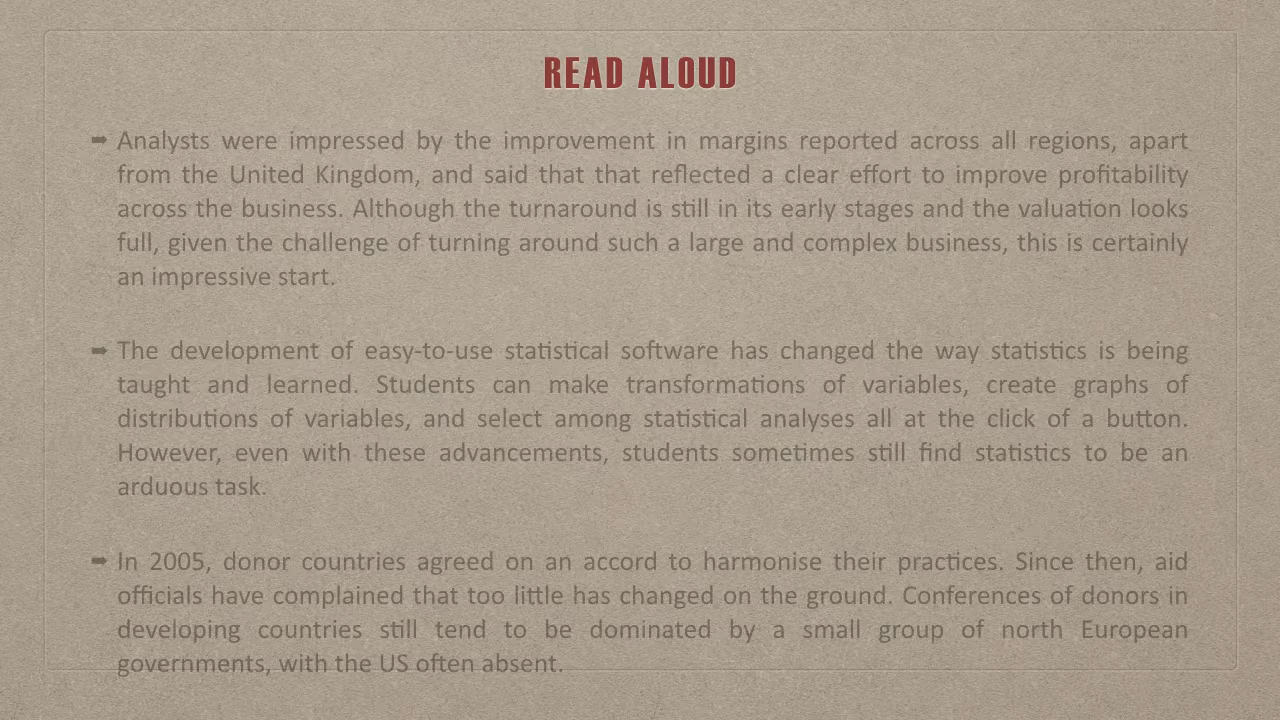 READ ALOUD
➡ Analysts were impressed by the improvement in margins reported across all regions, apart
from the United Kingdom, and said that that reflected a clear effort to improve profitability
across the business. Although the turnaround is still in its early stages and the valuation looks
full, given the challenge of turning around such a large and complex business, this is certainly
an impressive start.
➡ The development of easy-to-use statistical software has changed the way statistics is being
taught and learned. Students can make transformations of variables, create graphs of
distributions of variables, and select among statistical analyses all at the click of a button.
However, even with these advancements, students sometimes still find statistics to be an
arduous task.
➡ In 2005, donor countries agreed on an accord to harmonise their practices. Since then, aid
officials have complained that too little has changed on the ground. Conferences of donors in
developing countries still tend to be dominated by a small group of north European
governments, with the US often absent.